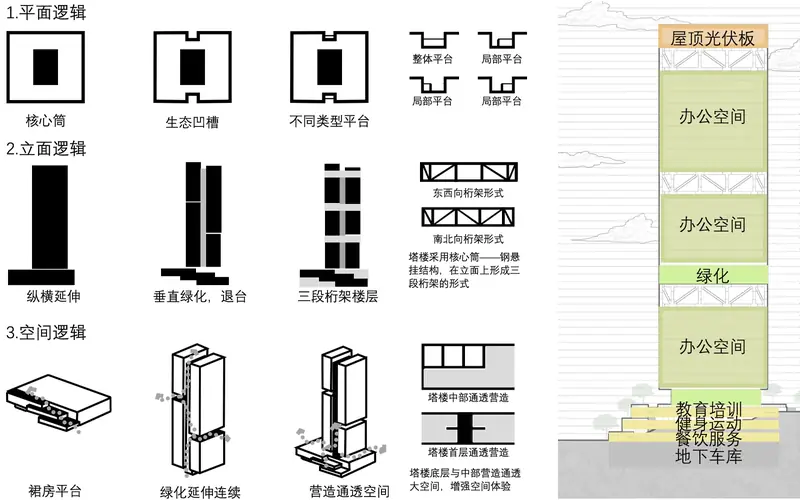 1.平面逻辑
核心筒
生态凹槽
不同类型平台
整体平台
局部平台
局部平台
局部平台
2.立面逻辑
纵横延伸
垂直绿化，退台
三段桁架楼层
东西向桁架形式
南北向桁架形式
塔楼采用核心筒——钢悬
挂结构，在立面上形成三
段桁架的形式
3.空间逻辑
裙房平台
绿化延伸连续
营造通透空间
塔楼中部通透营造
塔楼首层通透营造
塔楼底层与中部营造通透
大空间，增强空间体验
屋顶光伏板
办公空间
办公空间
绿化
办公空间
教育培训
健身运动
餐饮服务
地下车库